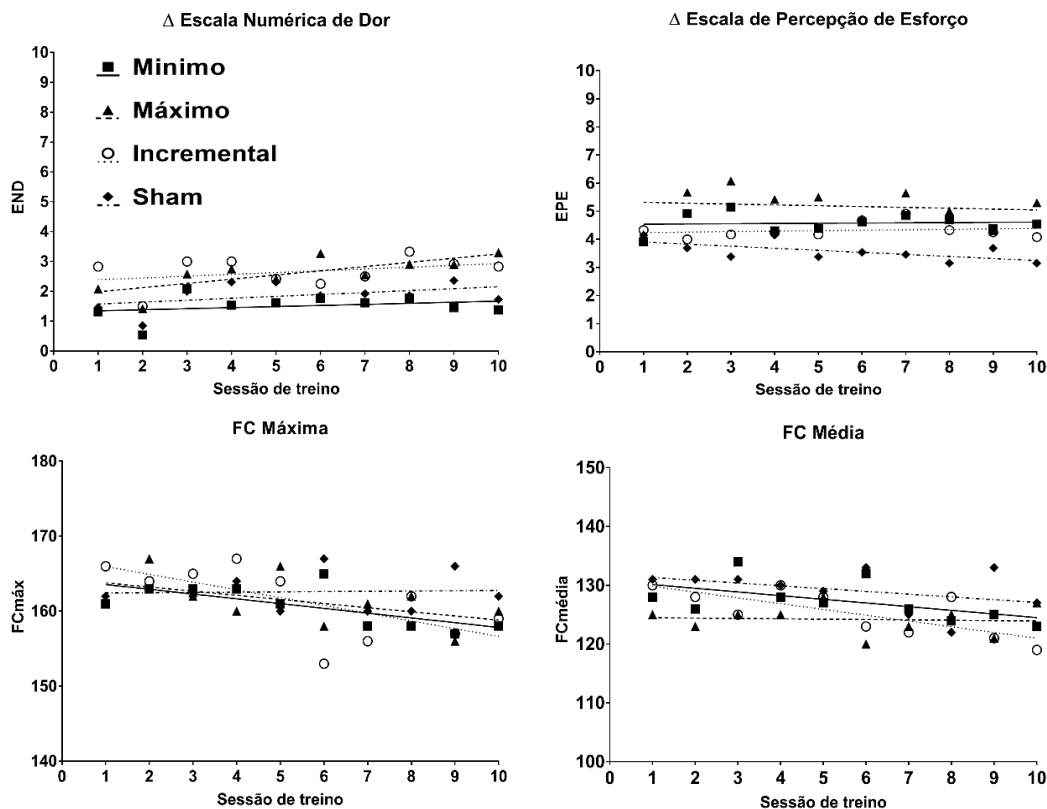 Δ Escala Numérica de Dor
END
10
9
8
7
6
5
4
3
2
1
0
Minimo
Máximo
Incremental
Sham
1 2 3 4 5 6 7 8 9 10
Sessão de treino
Δ Escala de Percepção de Esforço
EPE
10
9
8
7
6
5
4
3
2
1
0
0 1 2 3 4 5 6 7 8 9 10
Sessão de treino
FC Máxima
FCmáx
180
170
160
150
140
0 1 2 3 4 5 6 7 8 9 10
Sessão de treino
FC Média
FCmédia
150
140
130
120
110
100
0 1 2 3 4 5 6 7 8 9 10
Sessão de treino